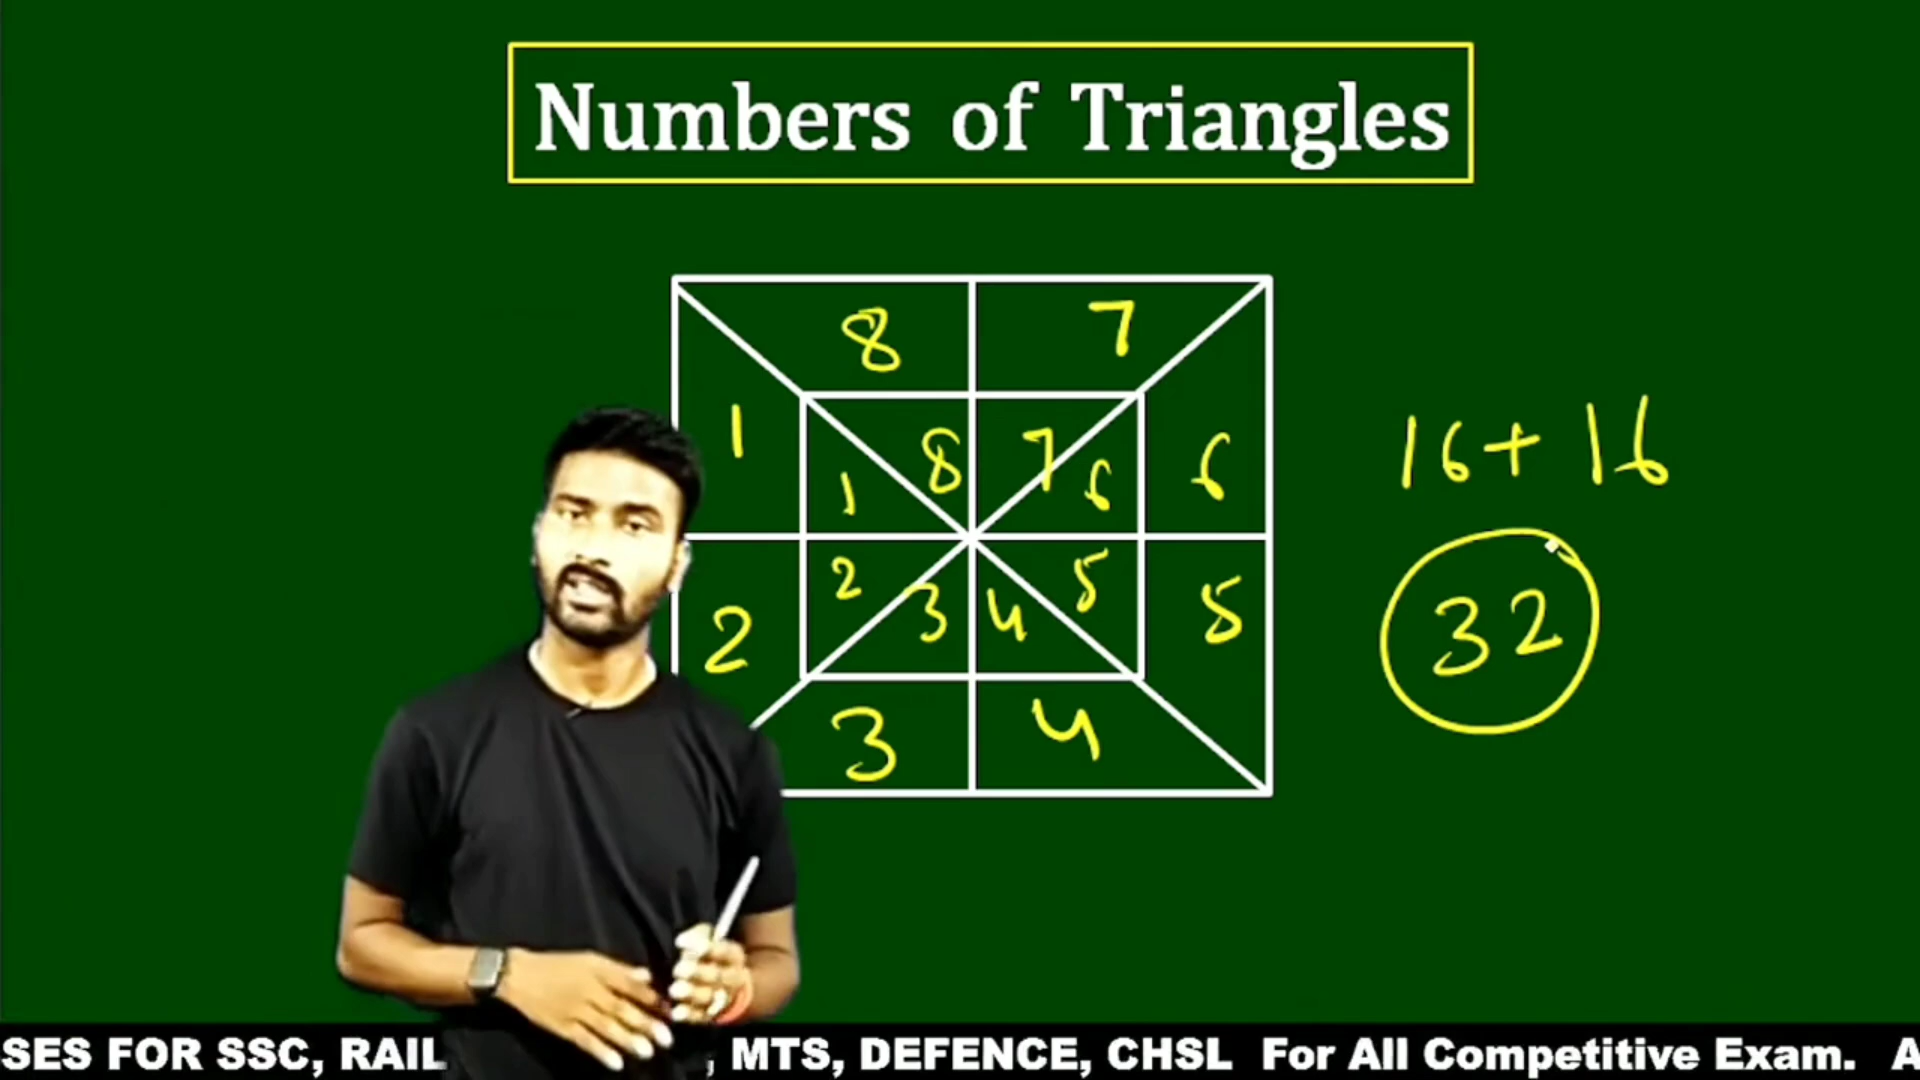 Numbers of Triangles
8 7
1 8 7 6 6
1
2 3 4 5 5
2
3 4
16 + 16
32
SES FOR SSC, RAIL , MTS, DEFENCE, CHSL For All Competitive Exam. A